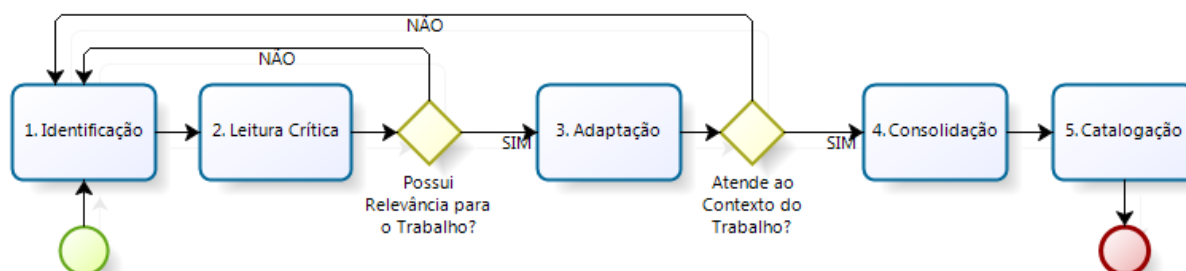 NÃO
NÃO
1. Identificação
2. Leitura Crítica
SIM
3. Adaptação
SIM
4. Consolidação
5. Catalogação
Possui
Relevância para
o Trabalho?
Atende ao
Contexto do
Trabalho?